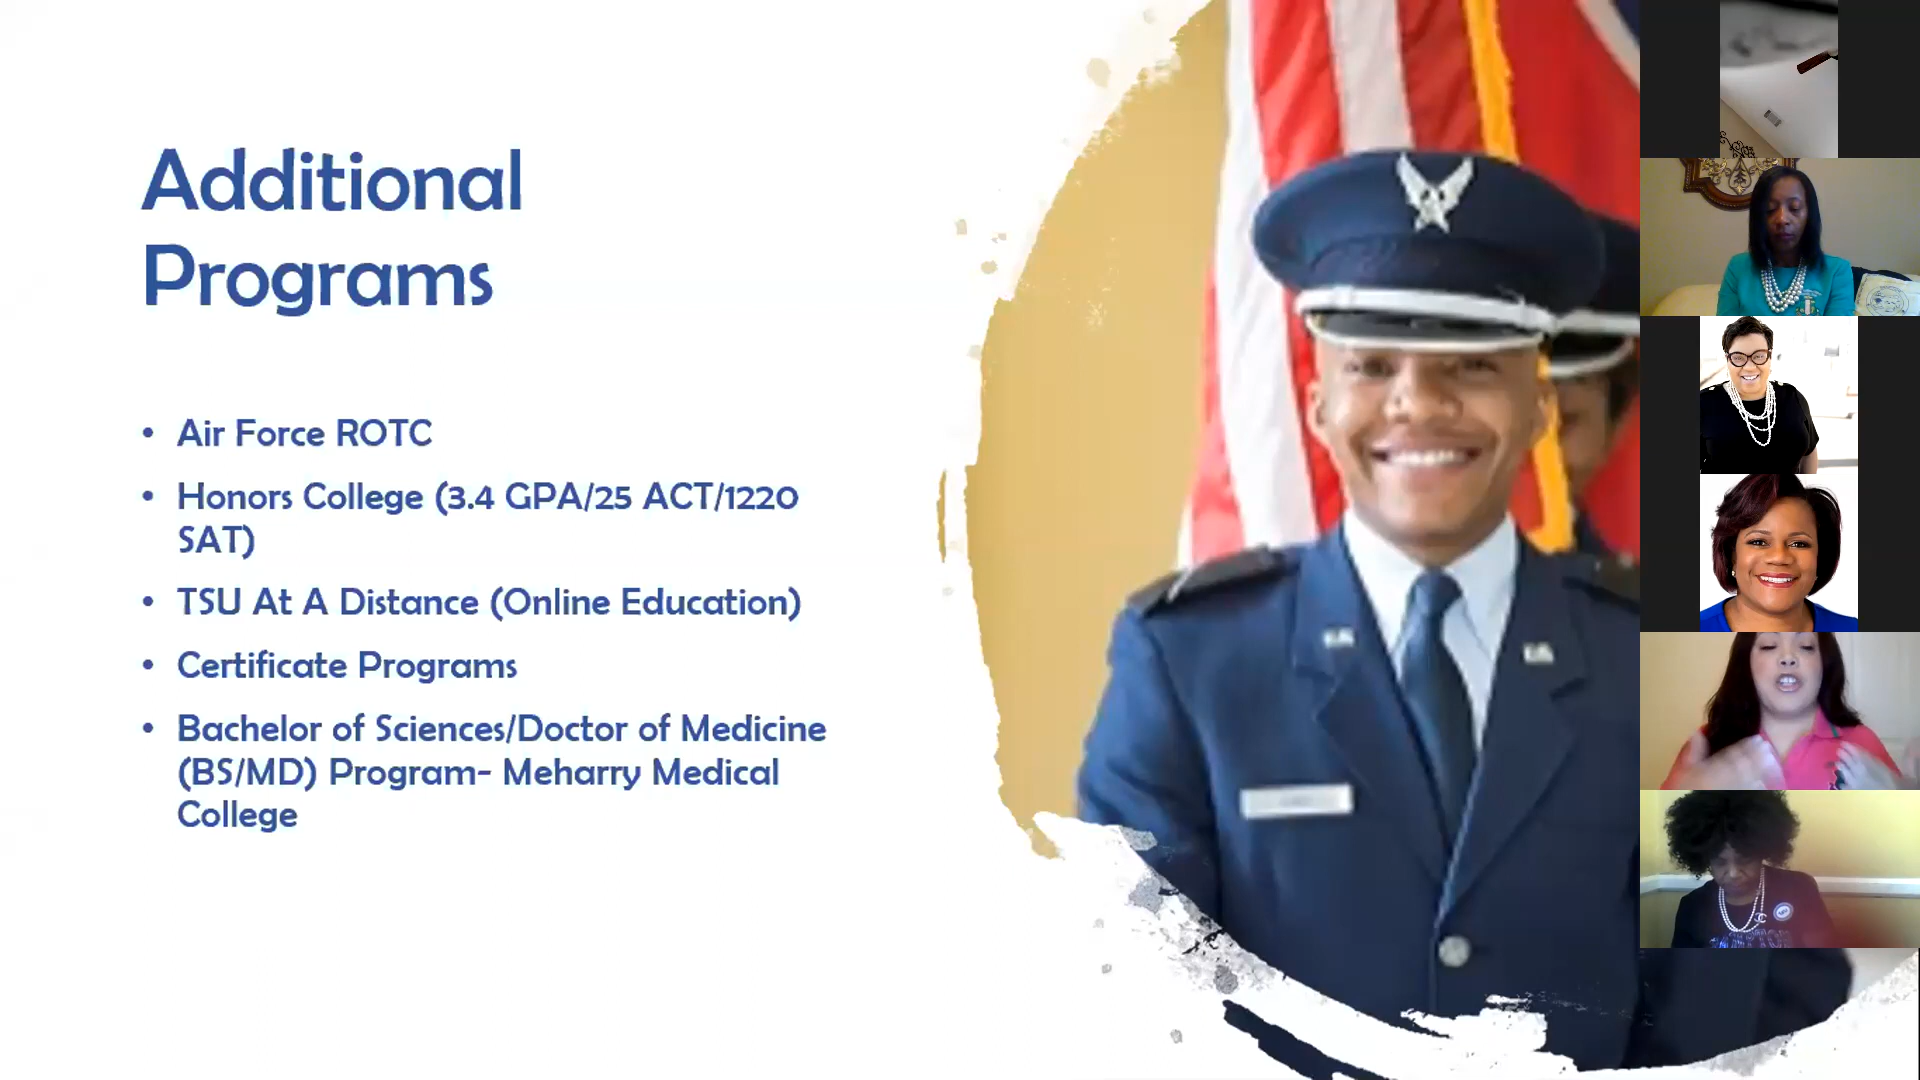 Additional
Programs
• Air Force ROTC
• Honors College (3.4 GPA/25 ACT/1220
SAT)
• TSU At A Distance (Online Education)
• Certificate Programs
• Bachelor of Sciences/Doctor of Medicine
(BS/MD) Program- Meharry Medical
College